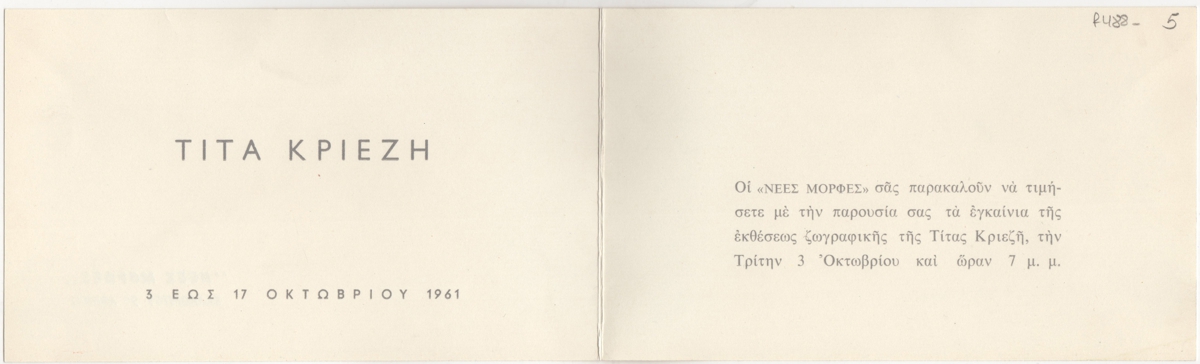 ΤΙΤΑ ΚΡΙΕΖΗ
3 ΕΩΣ 17 ΟΚΤΩΒΡΙΟΥ 1961
5
Οἱ «ΝΕΕΣ ΜΟΡΦΕΣ» σᾶς παρακαλοῦν νὰ τιμή-
σετε μὲ τὴν παρουσία σας τὰ ἐγκαίνια τῆς
ἐκθέσεως ζωγραφικῆς τῆς Τίτας Κριεζῆ, τὴν
Τρίτην 3 Ὀκτωβρίου καὶ ὥραν 7 μ. μ.